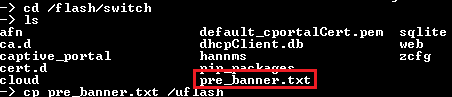 -> cd /flash/switch
-> ls
afn default_cportalCert.pem sqlite
ca.d dhcpClient.db web
captive_portal hannms zcfg
cert.d pip_packages
cloud pre_banner.txt
-> cp pre_banner.txt /uflash